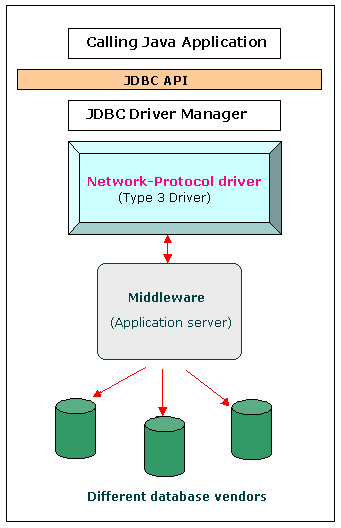 Calling Java Application
JDBC API
JDBC Driver Manager
Network-Protocol driver
(Type 3 Driver)
Middleware
(Application server)
Different database vendors